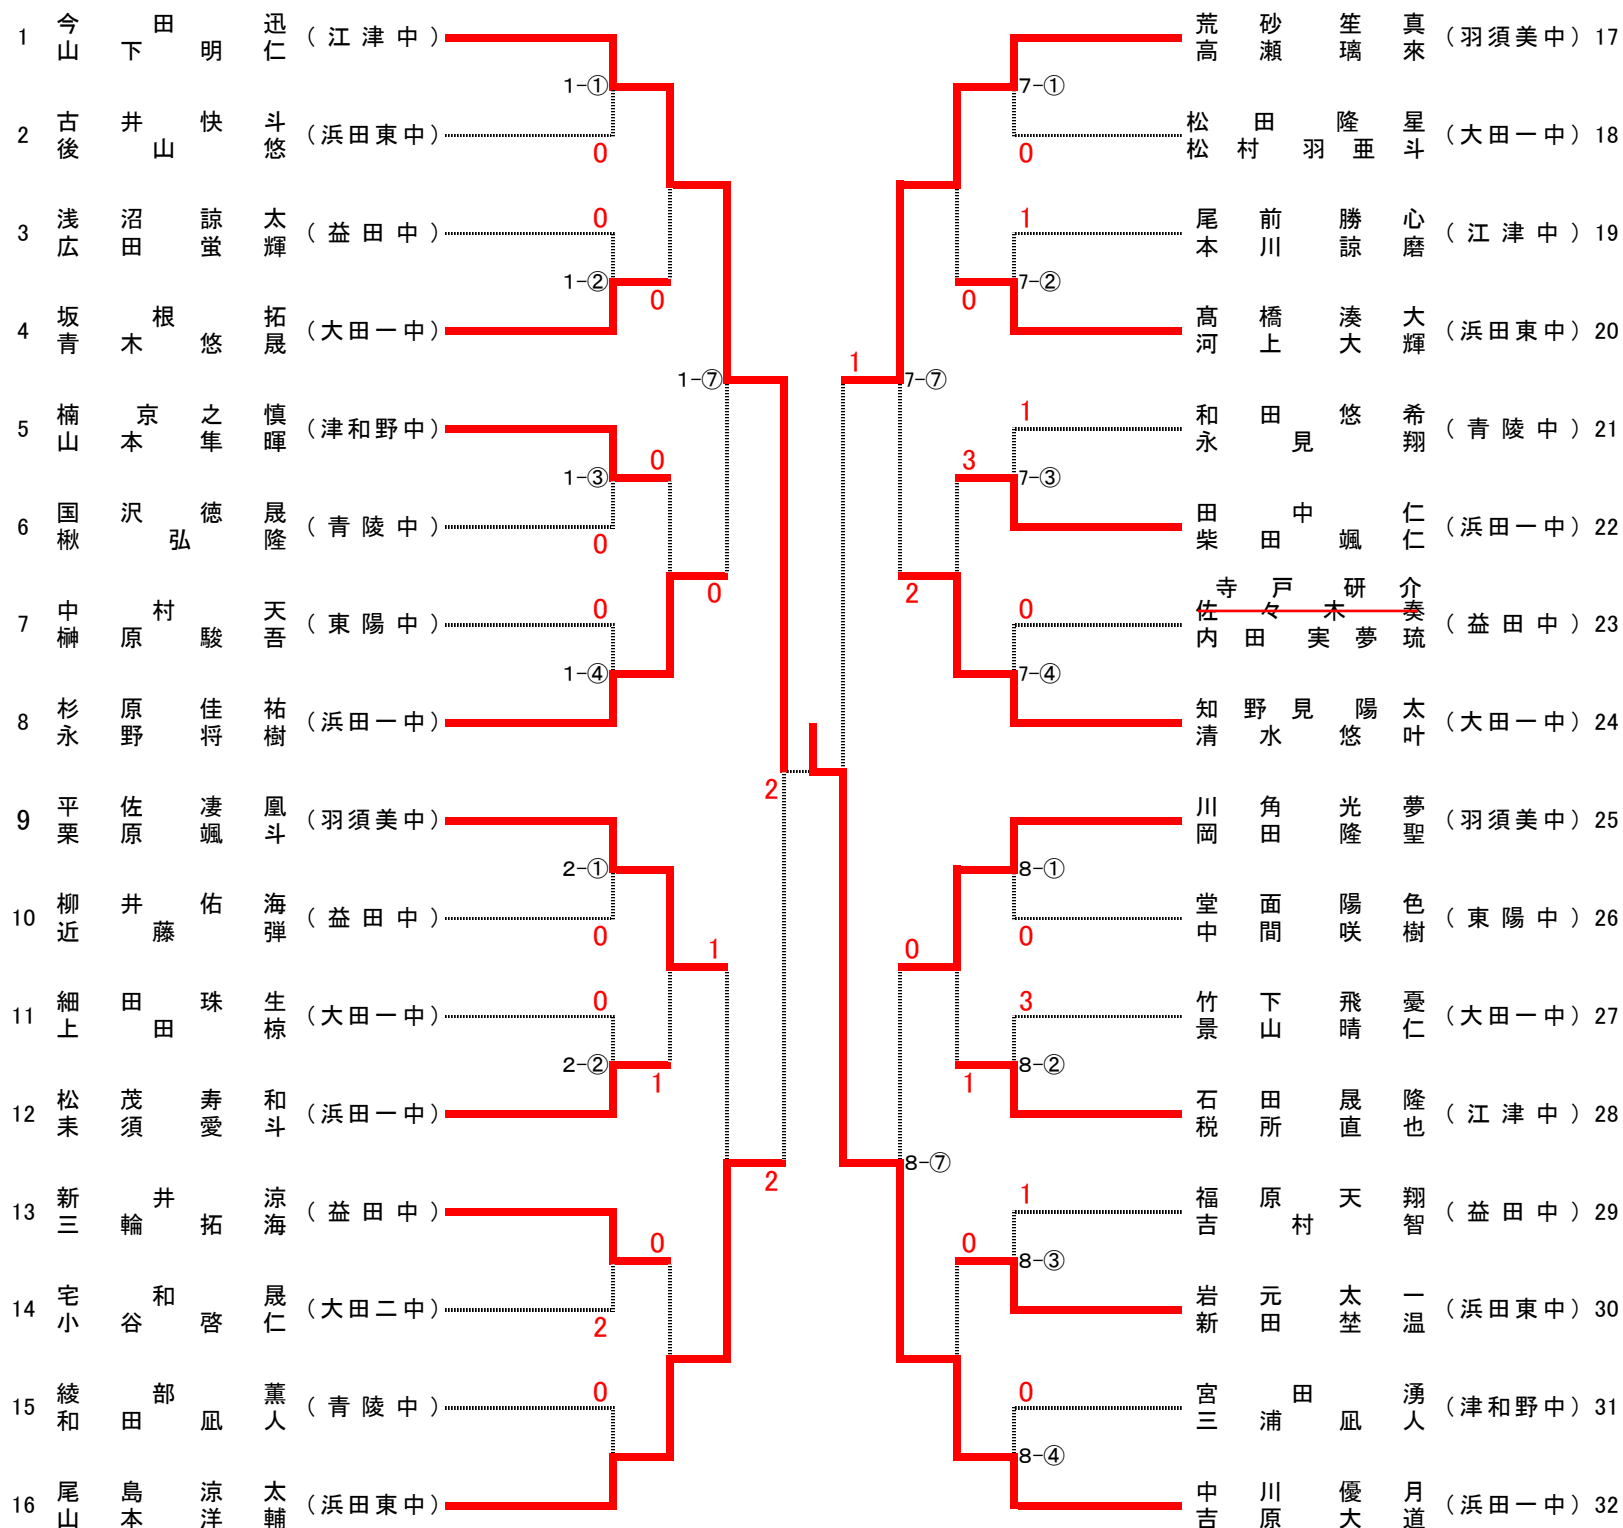 1 今田迅 山下明仁 (江津中)
1-①
2 古井快斗 後山悠 (浜田東中)
0
3 浅沼諒太 広田蛍輝 (益田中)
0
1-②
0
4 坂根拓 青木悠晟 (大田一中)
1-⑦
5 楠京之慎 山本隼暉 (津和野中)
0
1-③
6 国沢徳晟 楸弘隆 (青陵中)
0
0
7 中村天 榊原駿吾 (東陽中)
0
1-④
8 杉原佳祐 永野将樹 (浜田一中)
2
9 平佐凄凰 栗原颯斗 (羽須美中)
2-①
10 柳井佑海 近藤弾 (益田中)
0
1
11 細田珠生 上田椋 (大田一中)
0
2-②
1
12 松茂寿和 耒須愛斗 (浜田一中)
2
13 新井涼 三輪拓海 (益田中)
0
14 宅和晟 小谷啓仁 (大田二中)
2
15 綾部薫 和田凪人 (青陵中)
0
16 尾島涼太 山本洋輔 (浜田東中)
荒砂笙真 高瀬璃來 (羽須美中) 17
7-①
松田隆星 松村羽亜斗 (大田一中) 18
0
尾前勝心 本川諒磨 (江津中) 19
1
7-②
0
髙橋湊大 河上大輝 (浜田東中) 20
1
7-⑦
和田悠希 永見翔 (青陵中) 21
1
3
7-③
田中仁 柴田颯仁 (浜田一中) 22
2
寺戸研介
佐々木奏 内田実夢琉 (益田中) 23
0
7-④
知野見陽太 清水悠叶 (大田一中) 24
川角光夢 岡田隆聖 (羽須美中) 25
8-①
堂面陽色 中間咲樹 (東陽中) 26
0
0
竹下飛憂 景山晴仁 (大田一中) 27
3
8-②
1
石田晟隆 税所直也 (江津中) 28
8-⑦
福原天翔 吉村智 (益田中) 29
1
0
8-③
岩元太一 新田埜温 (浜田東中) 30
宮田湧 三浦凪人 (津和野中) 31
0
8-④
中川優月 吉原大道 (浜田一中) 32